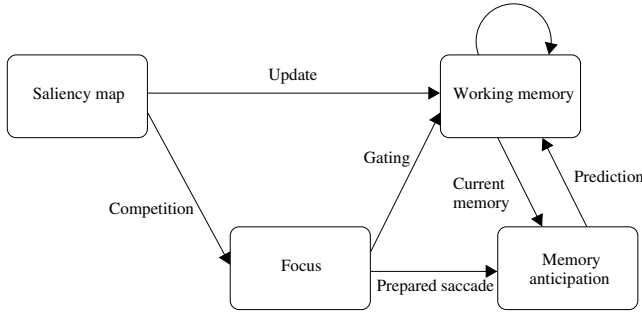 Update
Saliency map
Working memory
Gating
Prediction
Current
memory
Competition
Focus
Memory
anticipation
Prepared saccade